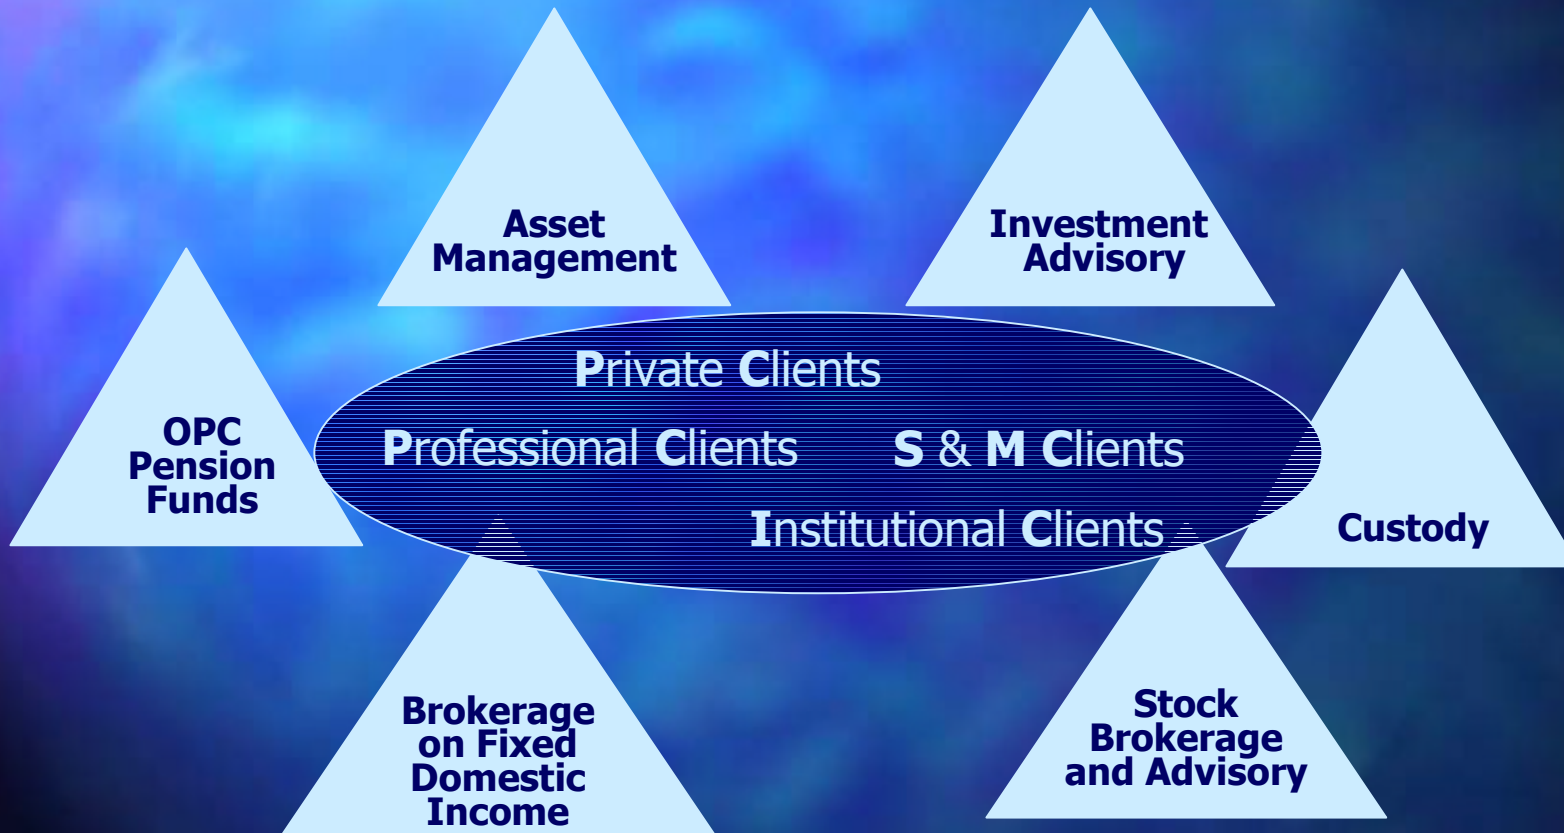 Asset
Management
Investment
Advisory
OPC
Pension
Funds
Private Clients
Professional Clients
S & M Clients
Institutional Clients
Custody
Brokerage
on Fixed
Domestic
Income
Stock
Brokerage
and Advisory